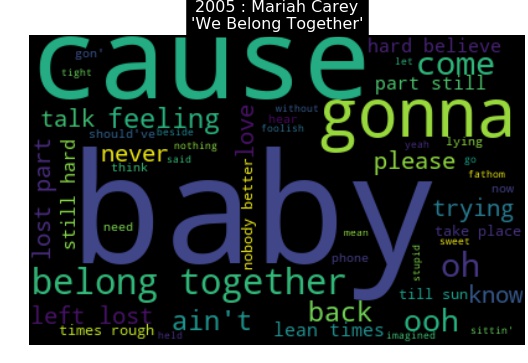 2005 : Mariah Carey
'We Belong Together'
cause
gon'
tight
hard believe
let
come
part still
talk feeling
gonna
without
hear
foolish
love
should've
beside
nothing
never
said
think
yeah
lying
please
go
fathom
now
lost part
still hard
baby
nobody better
need
mean
phone
stupid
trying
take place
sweet
oh
belong together
till sun
know
left lost
times rough
held
ain't
lean times
back
imagined
ooh
sittin'